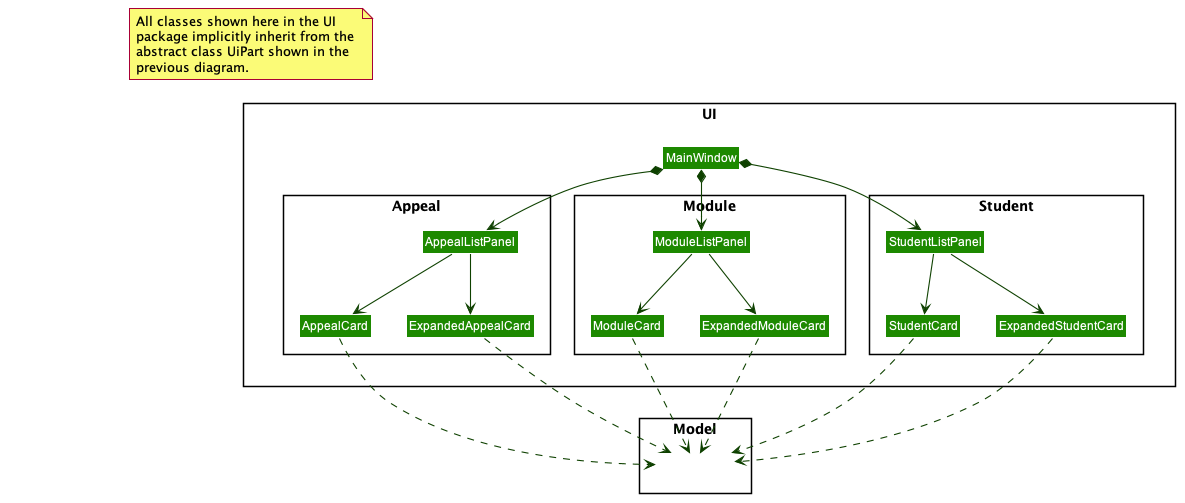 All classes shown here in the UI
package implicitly inherit from the
abstract class UiPart shown in the
previous diagram.
UI
MainWindow
Appeal
Module
Student
AppealListPanel
ModuleListPanel
StudentListPanel
AppealCard
ExpandedAppealCard
ModuleCard
ExpandedModuleCard
StudentCard
ExpandedStudentCard
Model